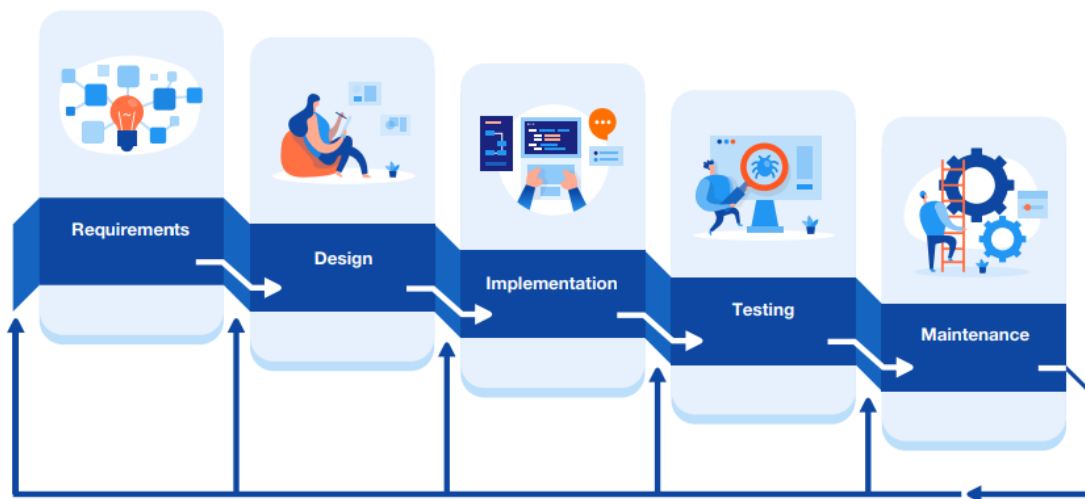 Requirements
Design
Implementation
Testing
Maintenance